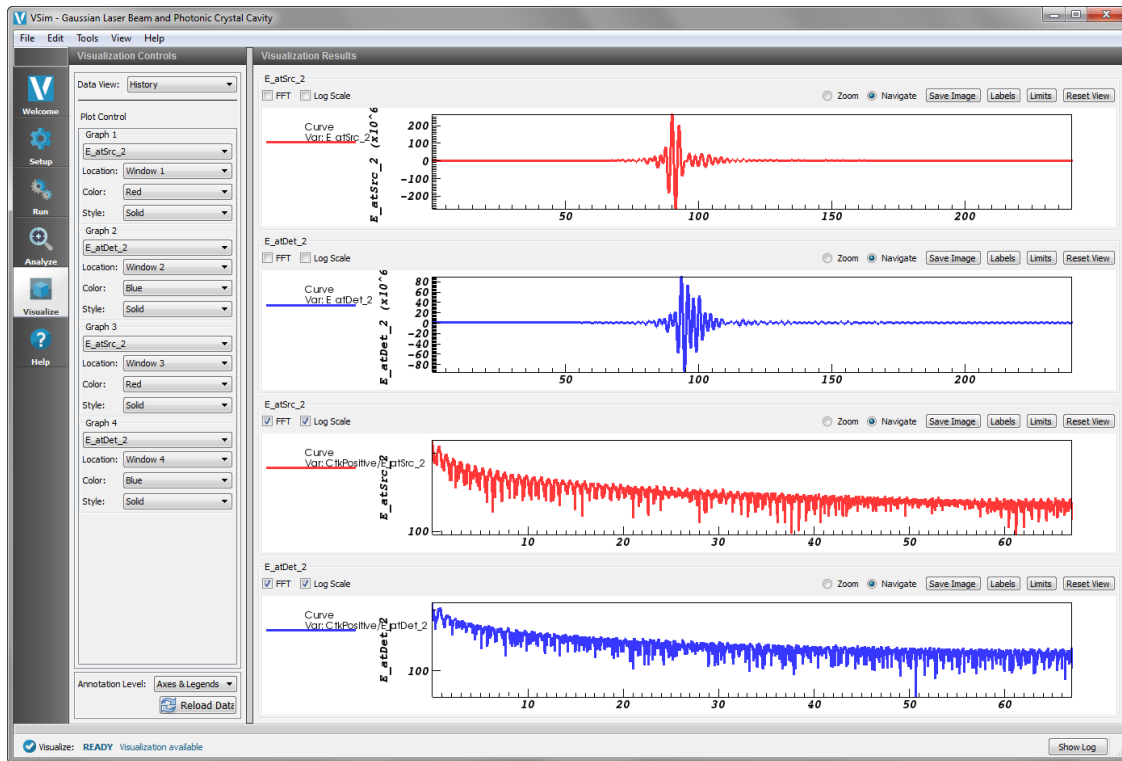 VSim - Gaussian Laser Beam and Photonic Crystal Cavity
File Edit Tools View Help
Visualization Controls
Visualization Results
Welcome
Setup
Run
Analyze
Visualize
Help
Data View: History
Plot Control
Graph 1
E_atSrc_2
Location: Window 1
Color: Red
Style: Solid
Graph 2
E_atDet_2
Location: Window 2
Color: Blue
Style: Solid
Graph 3
E_atSrc_2
Location: Window 3
Color: Red
Style: Solid
Graph 4
E_atDet_2
Location: Window 4
Color: Blue
Style: Solid
Annotation Level: Axes & Legends
Reload Data
E_atSrc_2
FFT Log Scale Zoom Navigate Save Image Labels Limits Reset View
Curve
Var: E_atSrc_2
E_atSrc_2 (x10^6
200
100
0
-100
-200
50 100 150 200
E_atDet_2
FFT Log Scale Zoom Navigate Save Image Labels Limits Reset View
Curve
Var: E_atDet_2
E_atDet_2 (x10^6
80
60
40
20
0
-20
-40
-60
-80
50 100 150 200
E_atSrc_2
FFT Log Scale Zoom Navigate Save Image Labels Limits Reset View
Curve
Var: CtkPositive/E_atSrc_2
E_atSrc_2
100
10 20 30 40 50 60
E_atDet_2
FFT Log Scale Zoom Navigate Save Image Labels Limits Reset View
Curve
Var: CtkPositive/E_atDet_2
E_atDet_2
100
10 20 30 40 50 60
Visualize: READY Visualization available
Show Log